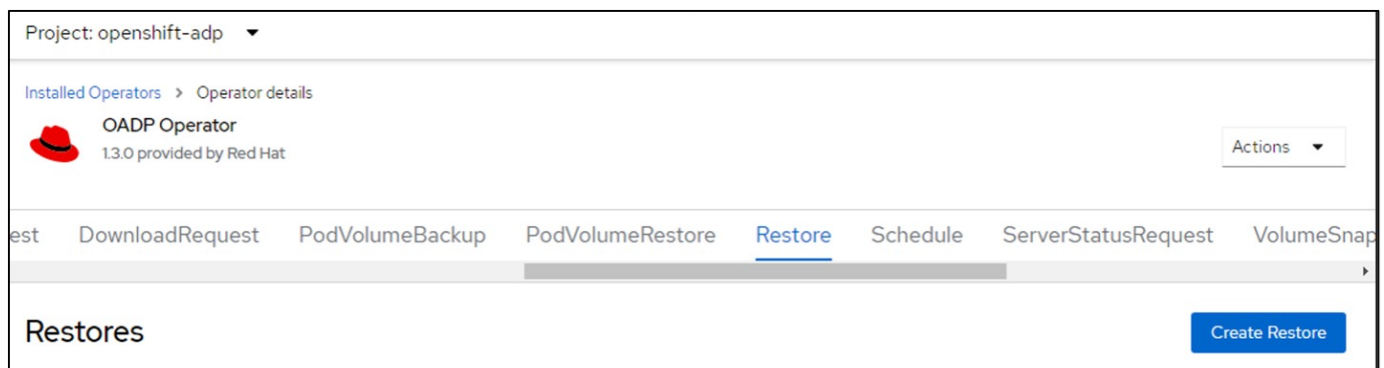 Project: openshift-adp
Installed Operators > Operator details
OADP Operator
1.3.0 provided by Red Hat
Actions
est DownloadRequest PodVolumeBackup PodVolumeRestore Restore Schedule ServerStatusRequest VolumeSnap
Restores
Create Restore